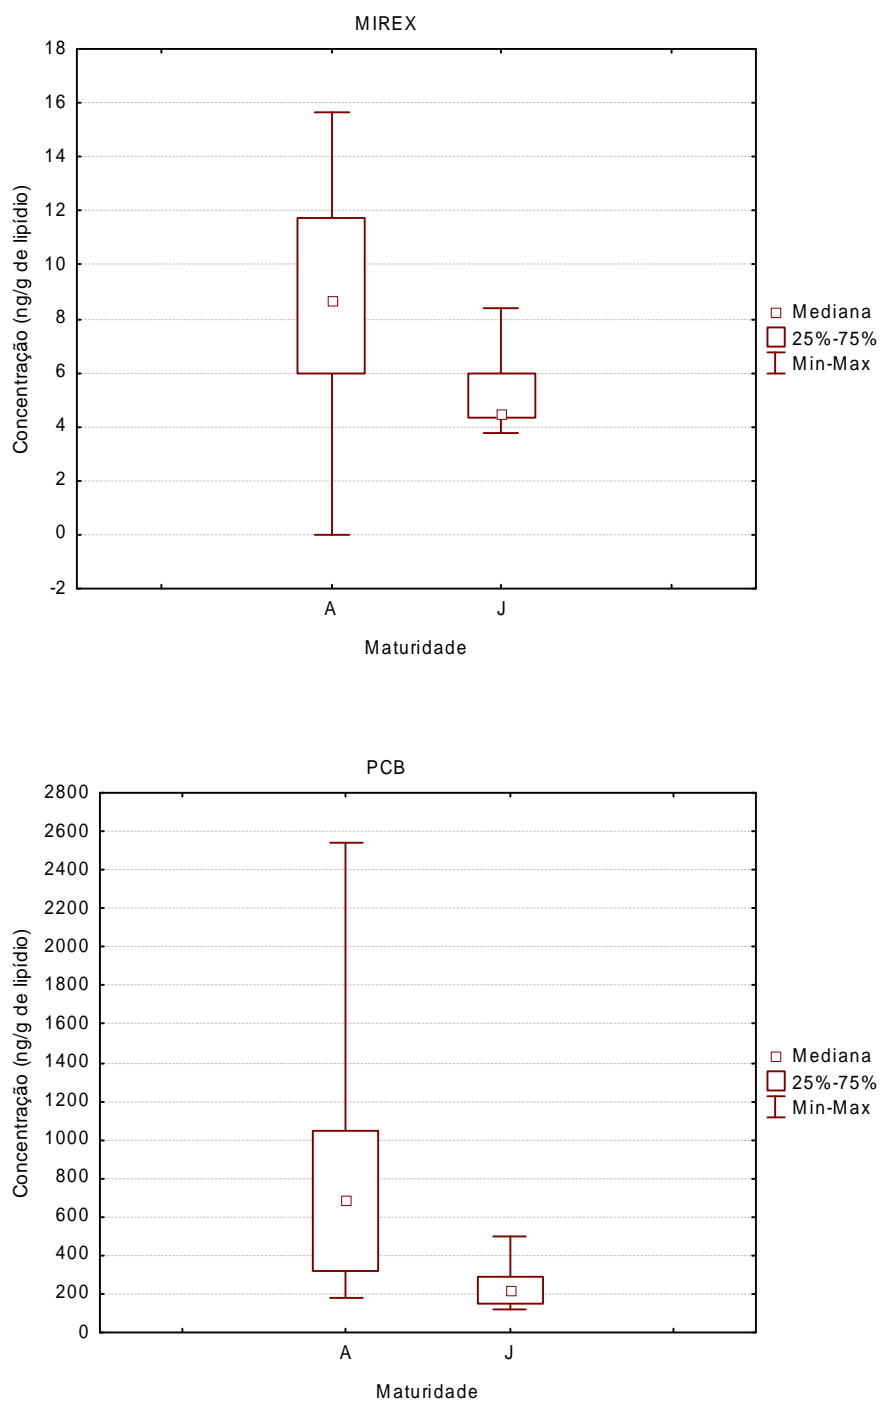 MIREX
18
16
14
12
10
8
6
4
2
0
-2
Concentração (ng/g de lipídio)
A J
Maturidade
Mediana
25%-75%
Min-Max
PCB
2800
2600
2400
2200
2000
1800
1600
1400
1200
1000
800
600
400
200
0
Concentração (ng/g de lipídio)
A J
Maturidade
Mediana
25%-75%
Min-Max